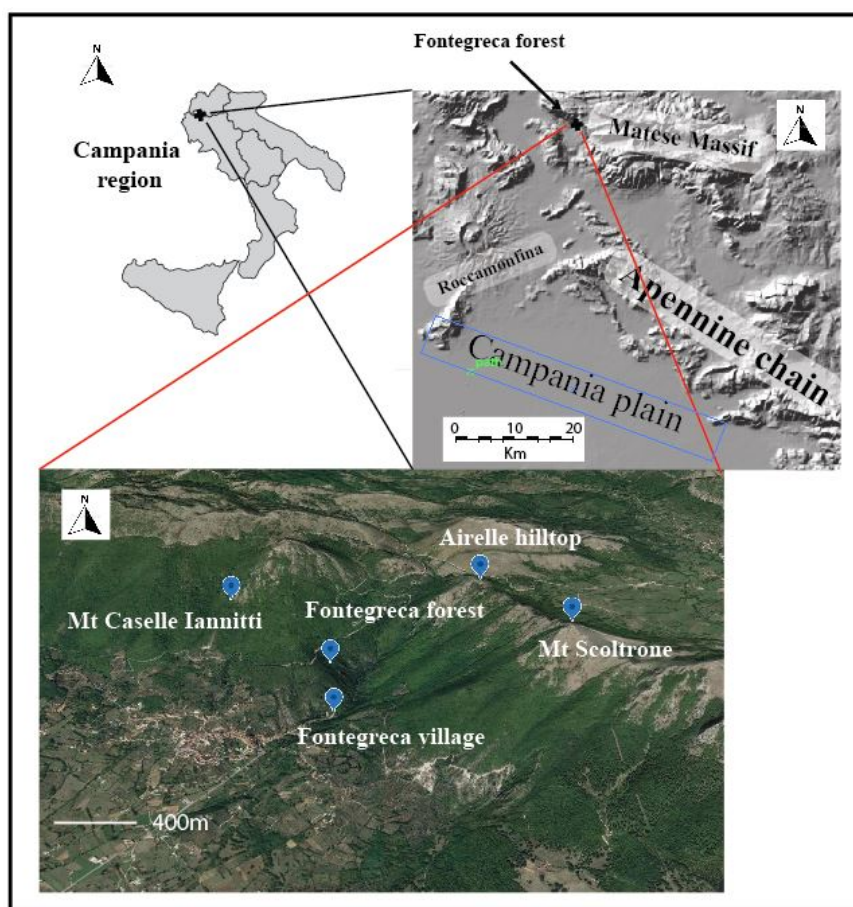 Fontegreca forest
N
Campania
region
N
Matese Massif
Roccamonfina
Apennine chain
Campania plain
path
0 10 20
Km
N
Airelle hilltop
Mt Caselle Iannitti
Fontegreca forest
Mt Scoltrone
Fontegreca village
400m